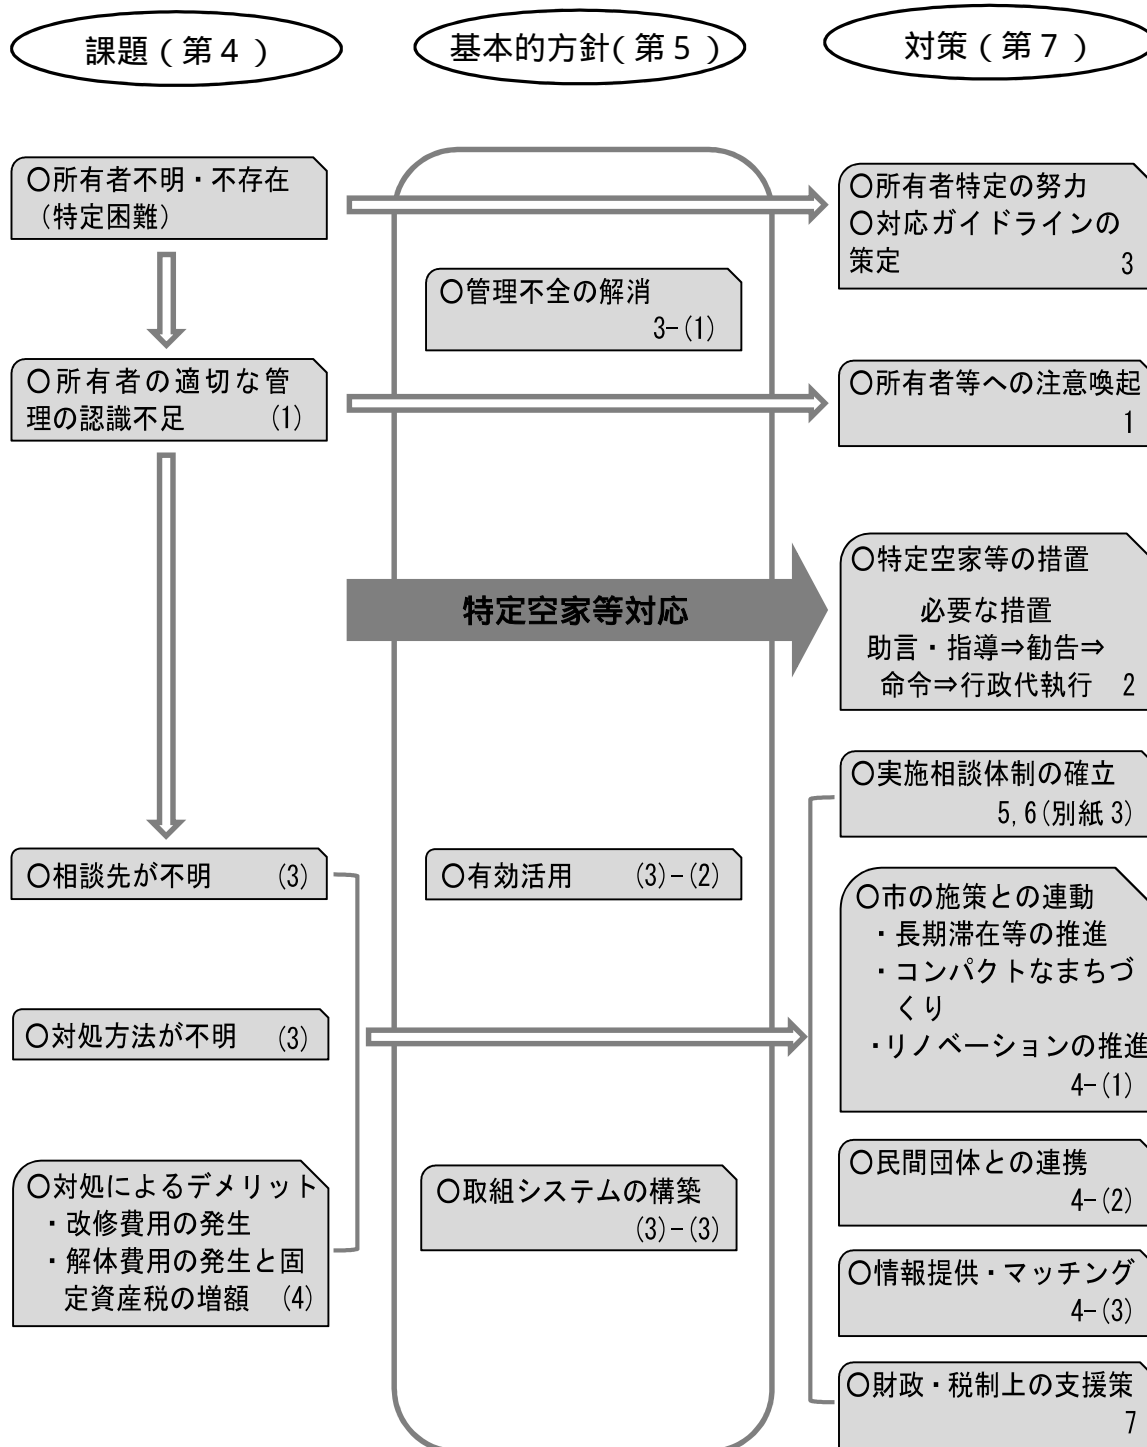 課題(第4)
基本的方針(第5)
対策(第7)
○所有者不明・不存在
(特定困難)
○所有者の適切な管
理の認識不足 (1)
○相談先が不明 (3)
○対処方法が不明 (3)
○対処によるデメリット
・改修費用の発生
・解体費用の発生と固
定資産税の増額 (4)
○管理不全の解消
3-(1)
特定空家等対応
○有効活用 (3)-(2)
○取組システムの構築
(3)-(3)
○所有者特定の努力
○対応ガイドラインの
策定 3
○所有者等への注意喚起
1
○特定空家等の措置
必要な措置
助言・指導⇒勧告⇒
命令⇒行政代執行 2
○実施相談体制の確立
5,6(別紙3)
○市の施策との連動
・長期滞在等の推進
・コンパクトなまちづ
くり
・リノベーションの推進
4-(1)
○民間団体との連携
4-(2)
○情報提供・マッチング
4-(3)
○財政・税制上の支援策
7